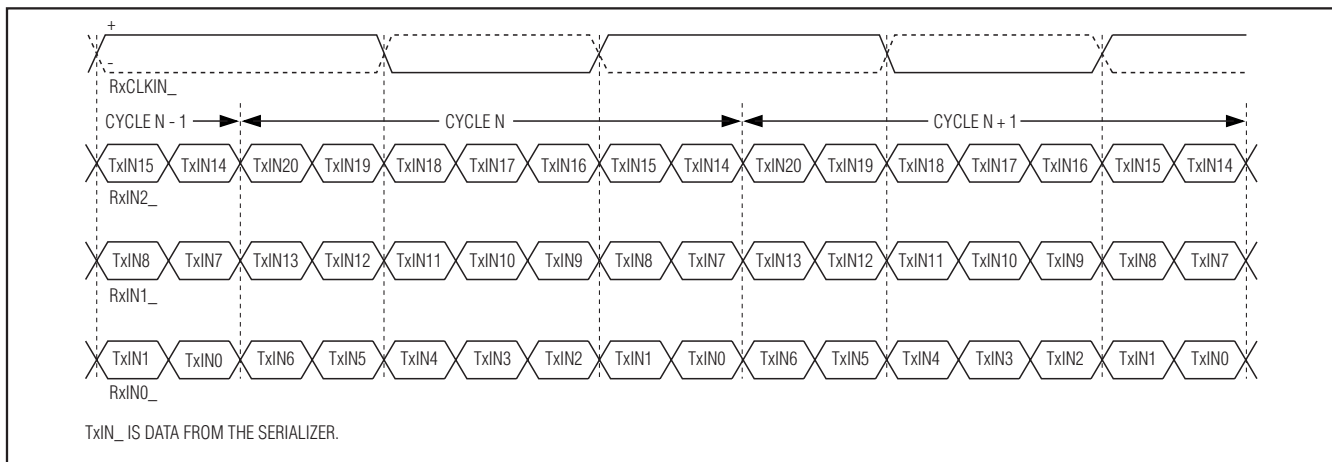 +
-
RxCLKIN_
CYCLE N - 1 CYCLE N CYCLE N + 1
TxIN15 TxIN14 TxIN20 TxIN19 TxIN18 TxIN17 TxIN16 TxIN15 TxIN14 TxIN20 TxIN19 TxIN18 TxIN17 TxIN16 TxIN15 TxIN14
RxIN2_
TxIN8 TxIN7 TxIN13 TxIN12 TxIN11 TxIN10 TxIN9 TxIN8 TxIN7 TxIN13 TxIN12 TxIN11 TxIN10 TxIN9 TxIN8 TxIN7
RxIN1_
TxIN1 TxIN0 TxIN6 TxIN5 TxIN4 TxIN3 TxIN2 TxIN1 TxIN0 TxIN6 TxIN5 TxIN4 TxIN3 TxIN2 TxIN1 TxIN0
RxIN0_
TxIN_ IS DATA FROM THE SERIALIZER.